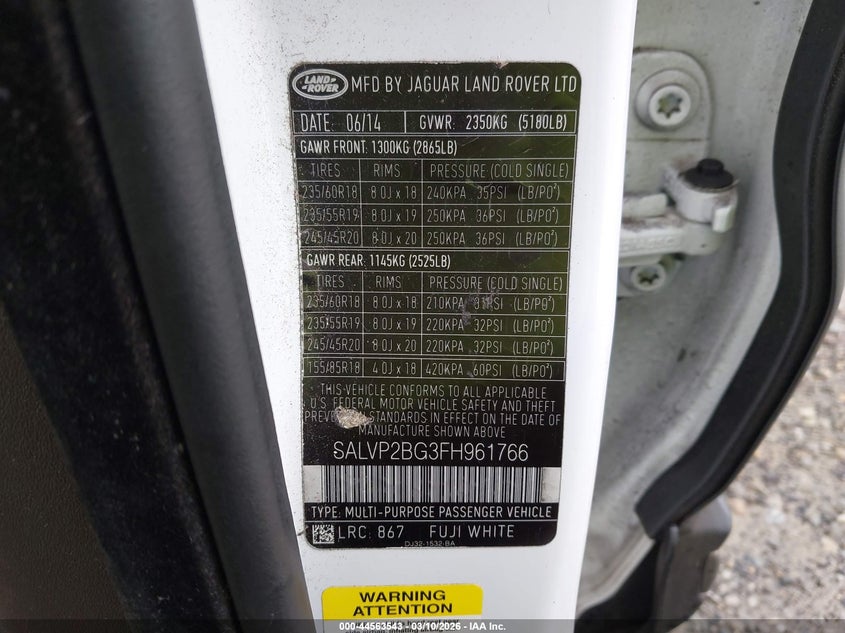 LAND ROVER MFD BY JAGUAR LAND ROVER LTD
DATE: 06/14 GVWR: 2350KG (5180LB)
GAWR FRONT: 1300KG (2865LB)
TIRES RIMS PRESSURE (COLD SINGLE)
235/60R18 8.0J x 18 240KPA 35PSI (LB/PO²)
235/55R19 8.0J x 19 250KPA 36PSI (LB/PO²)
245/45R20 8.0J x 20 250KPA 36PSI (LB/PO²)
GAWR REAR: 1145KG (2525LB)
TIRES RIMS PRESSURE (COLD SINGLE)
235/60R18 8.0J x 18 210KPA 31PSI (LB/PO²)
235/55R19 8.0J x 19 220KPA 32PSI (LB/PO²)
245/45R20 8.0J x 20 220KPA 32PSI (LB/PO²)
155/85R18 4.0J x 18 420KPA 60PSI (LB/PO²)
THIS VEHICLE CONFORMS TO ALL APPLICABLE
U.S. FEDERAL MOTOR VEHICLE SAFETY AND THEFT
PREVENTION STANDARDS IN EFFECT ON THE DATE
OF MANUFACTURE SHOWN ABOVE
SALVP2BG3FH961766
TYPE: MULTI-PURPOSE PASSENGER VEHICLE
LRC: 867 FUJI WHITE
DJ32-1532-BA
WARNING
ATTENTION
000-44563543 - 03/10/2026 - IAA Inc.